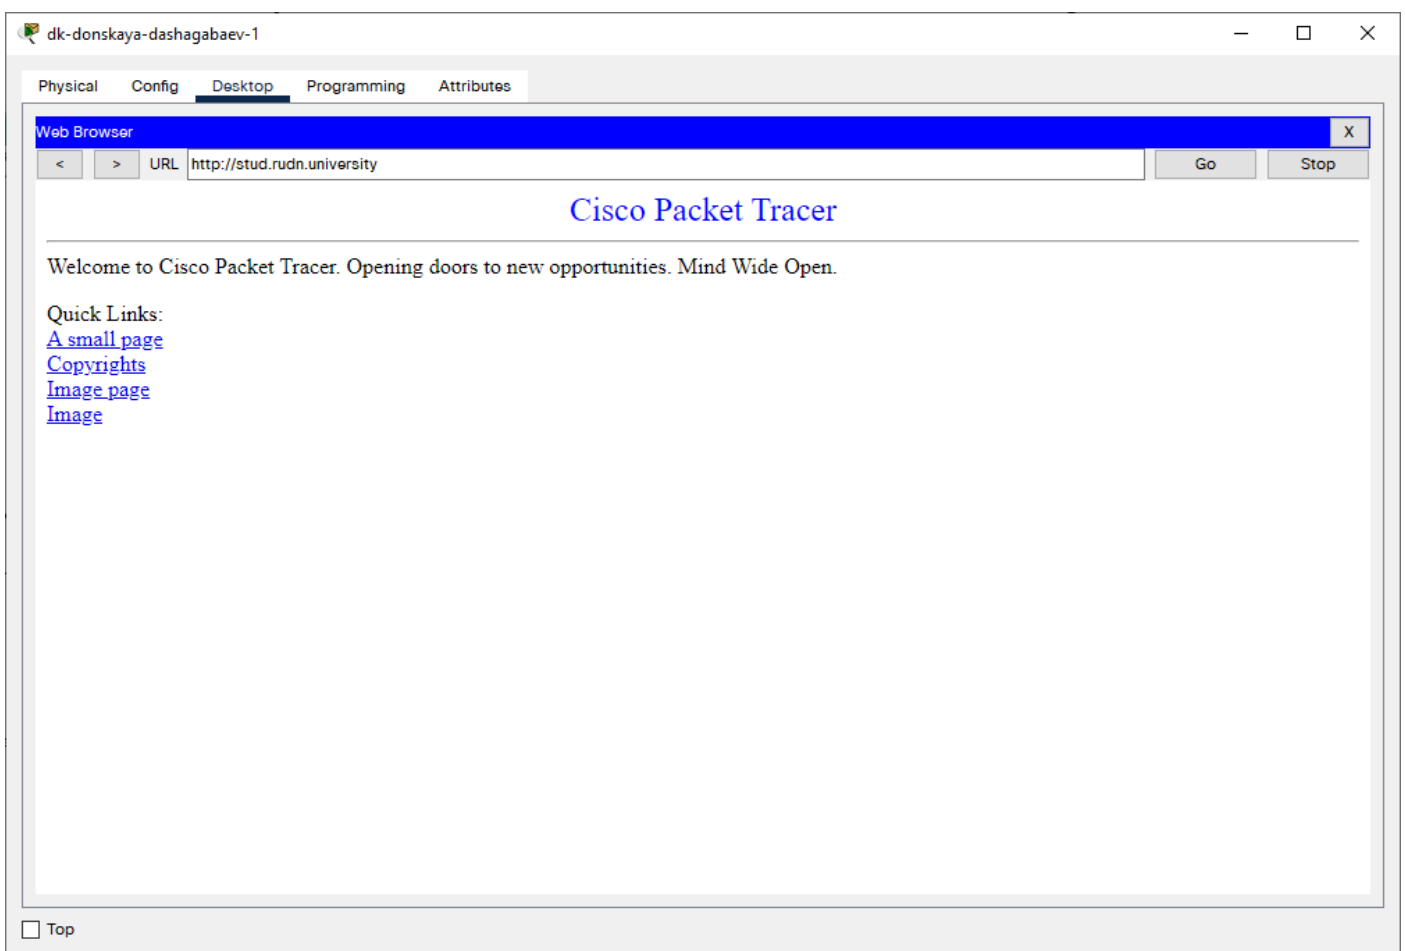 dk-donskaya-dashagabaev-1
Physical Config Desktop Programming Attributes
Web Browser X
< > URL http://stud.rudn.university Go Stop
Cisco Packet Tracer
Welcome to Cisco Packet Tracer. Opening doors to new opportunities. Mind Wide Open.
Quick Links:
A small page
Copyrights
Image page
Image
Top